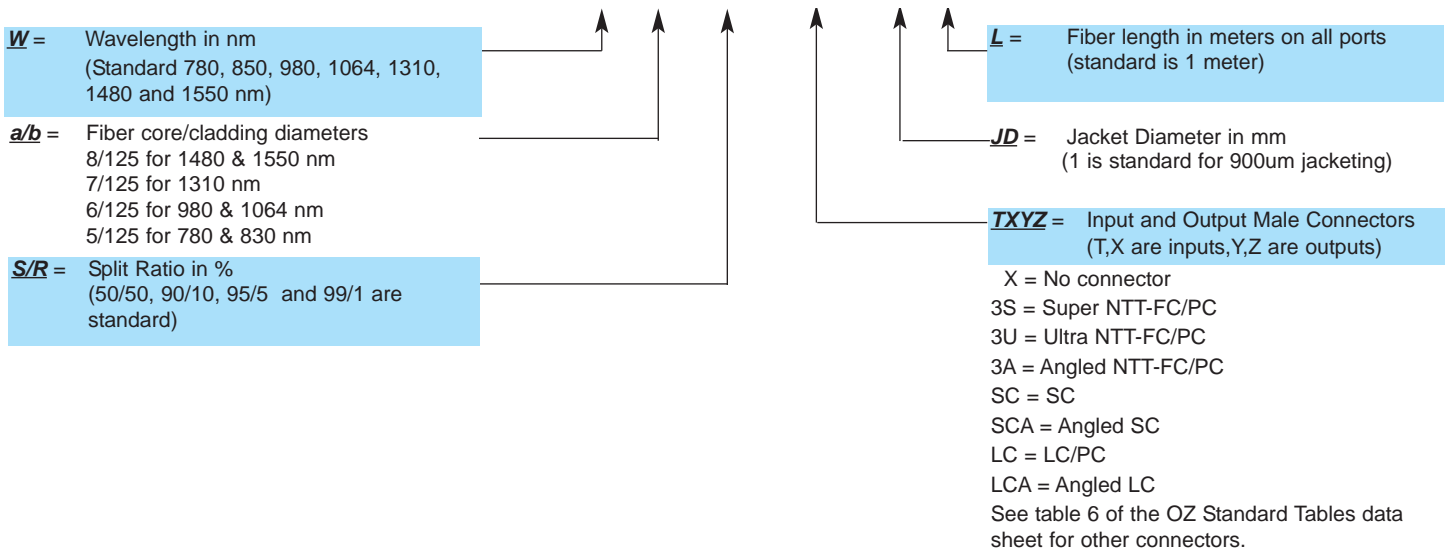 W = Wavelength in nm
(Standard 780, 850, 980, 1064, 1310,
1480 and 1550 nm)
a/b = Fiber core/cladding diameters
8/125 for 1480 & 1550 nm
7/125 for 1310 nm
6/125 for 980 & 1064 nm
5/125 for 780 & 830 nm
S/R = Split Ratio in %
(50/50, 90/10, 95/5 and 99/1 are
standard)
L = Fiber length in meters on all ports
(standard is 1 meter)
JD = Jacket Diameter in mm
(1 is standard for 900um jacketing)
TXYZ = Input and Output Male Connectors
(T,X are inputs,Y,Z are outputs)
X = No connector
3S = Super NTT-FC/PC
3U = Ultra NTT-FC/PC
3A = Angled NTT-FC/PC
SC = SC
SCA = Angled SC
LC = LC/PC
LCA = Angled LC
See table 6 of the OZ Standard Tables data
sheet for other connectors.